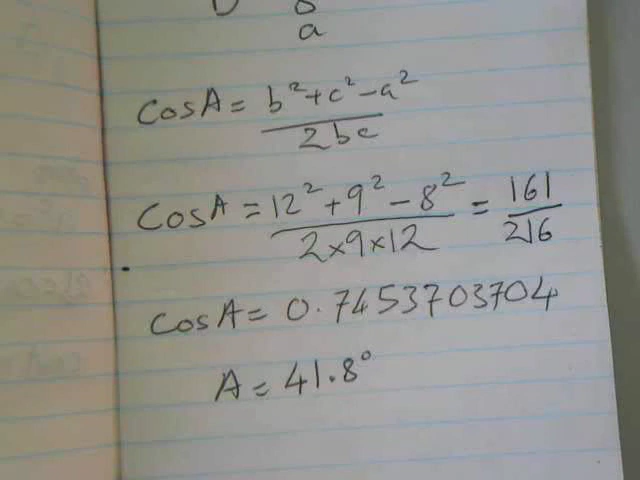 8
a
CosA = b²+c²-a² / 2bc
CosA = 12²+9²-8² / 2×9×12 = 161 / 216
CosA = 0.7453703704
A = 41.8°